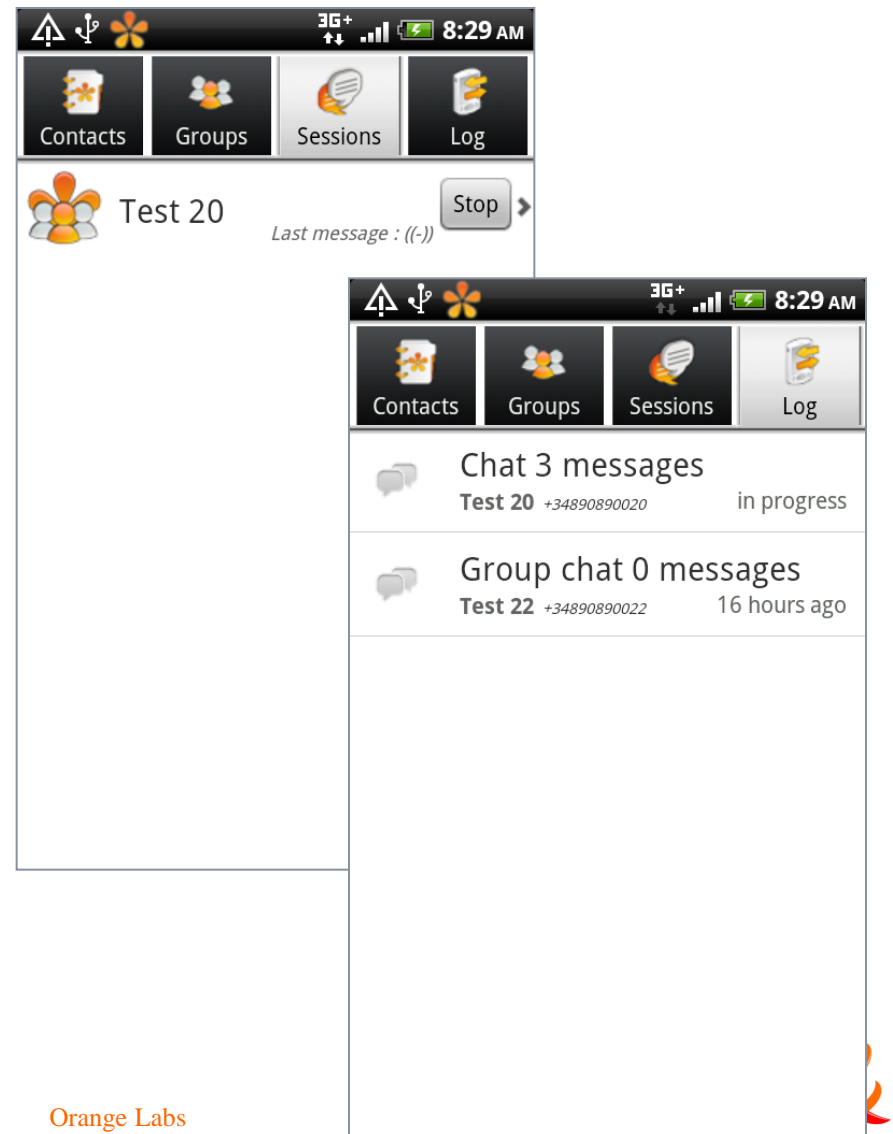 3G+ 8:29 AM
Contacts Groups Sessions Log
Test 20
Stop
Last message : ((-))
3G+ 8:29 AM
Contacts Groups Sessions Log
Chat 3 messages
Test 20 +34890890020 in progress
Group chat 0 messages
Test 22 +34890890022 16 hours ago
Orange Labs